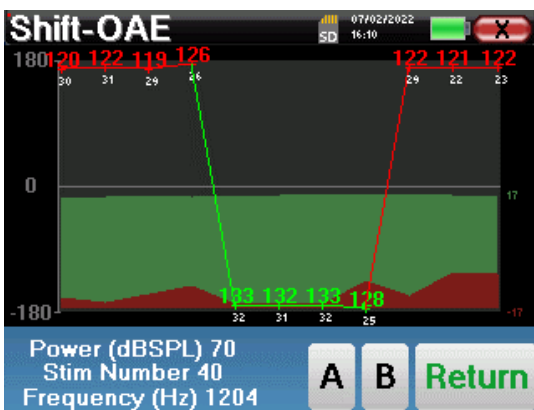 Shift-OAE
SD
07/02/2022
16:10
X
180
120 122 119 126 122 121 122
30 31 29 26 29 22 23
0
17
133 132 133 128
-180
-17
32 31 32 25
Power (dBSPL) 70
Stim Number 40
Frequency (Hz) 1204
A B Return